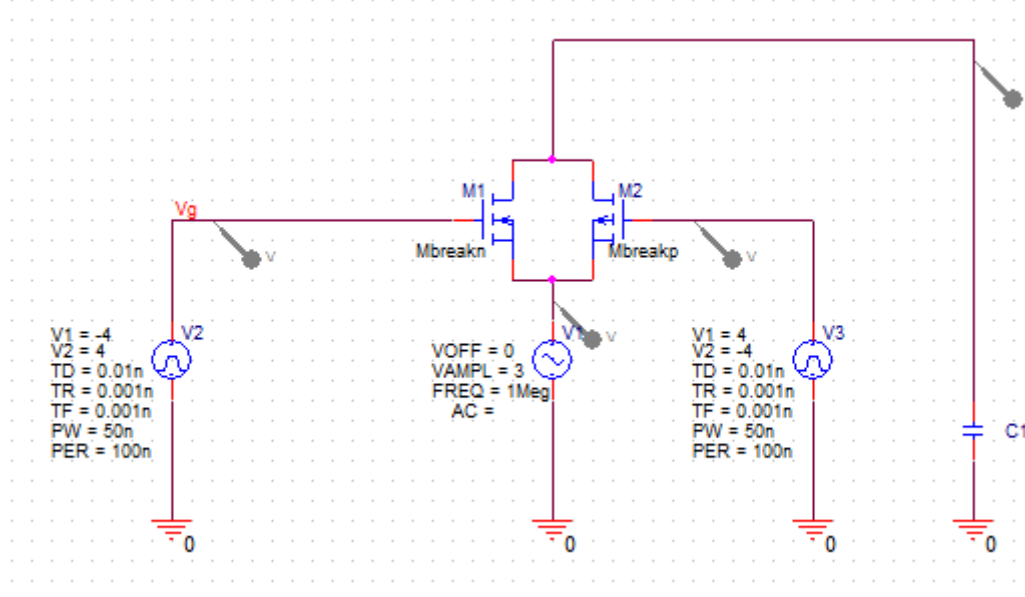 Vg
M1
M2
Mbreakn
Mbreakp
V
V
V1 = -4
V2 = 4
TD = 0.01n
TR = 0.001n
TF = 0.001n
PW = 50n
PER = 100n
V2
VOFF = 0
VAMPL = 3
FREQ = 1Meg
AC =
V1
V
V1 = 4
V2 = -4
TD = 0.01n
TR = 0.001n
TF = 0.001n
PW = 50n
PER = 100n
V3
C1
0
0
0
0